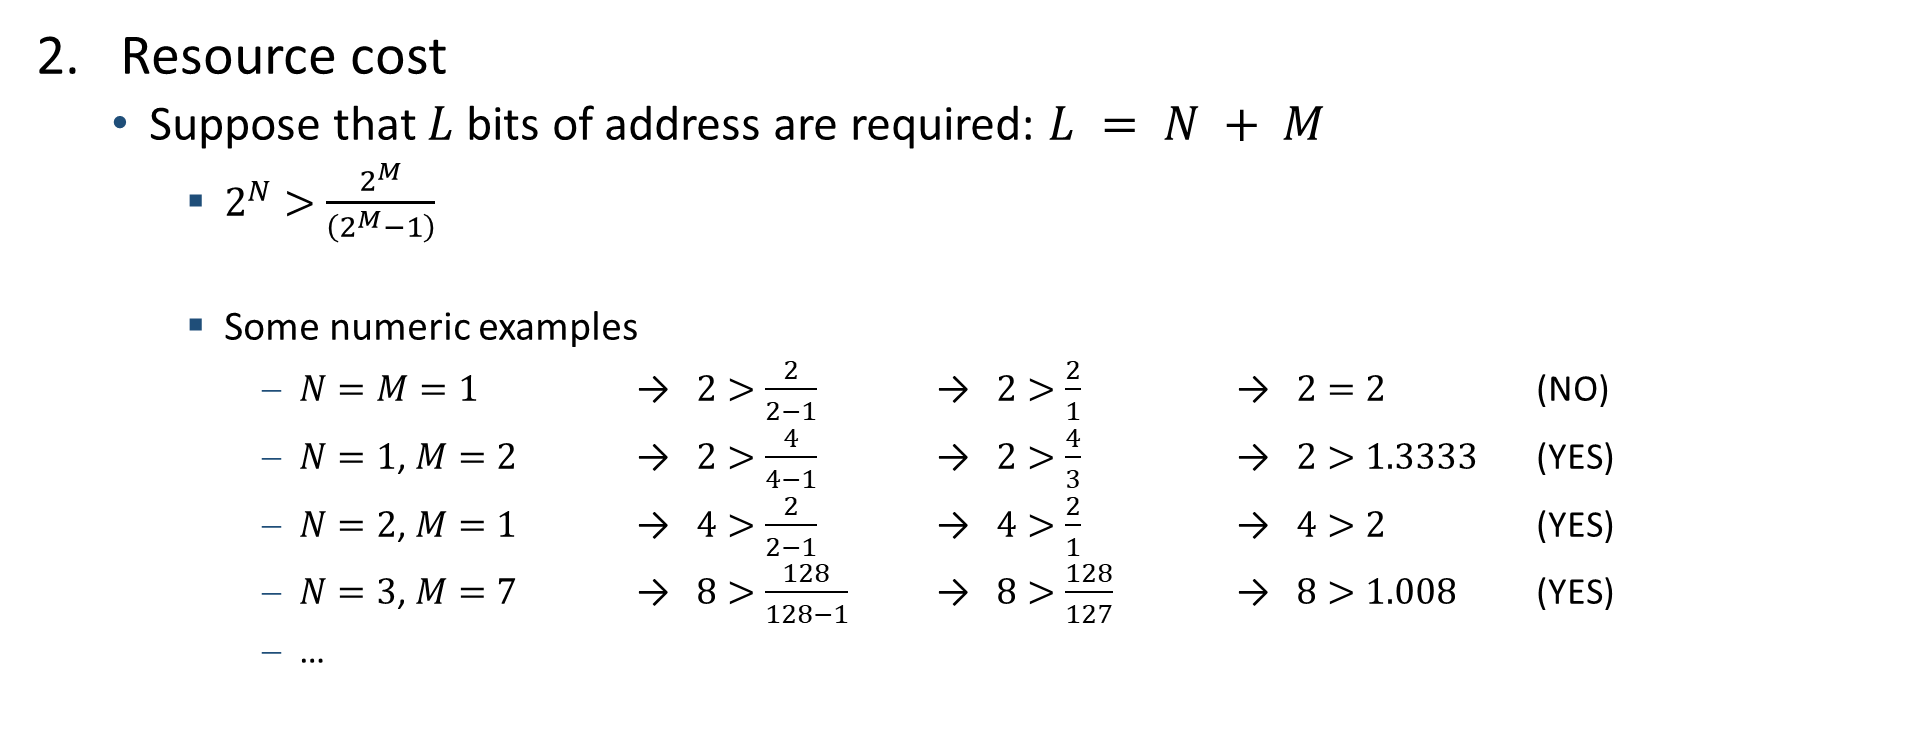 2. Resource cost
• Suppose that L bits of address are required: L = N + M
▪ 2^N > 2^M/(2^M−1)
▪ Some numeric examples
– N = M = 1 → 2 > 2/(2−1) → 2 > 2/1 → 2 = 2 (NO)
– N = 1, M = 2 → 2 > 4/(4−1) → 2 > 4/3 → 2 > 1.3333 (YES)
– N = 2, M = 1 → 4 > 2/(2−1) → 4 > 2/1 → 4 > 2 (YES)
– N = 3, M = 7 → 8 > 128/(128−1) → 8 > 128/127 → 8 > 1.008 (YES)
– ...